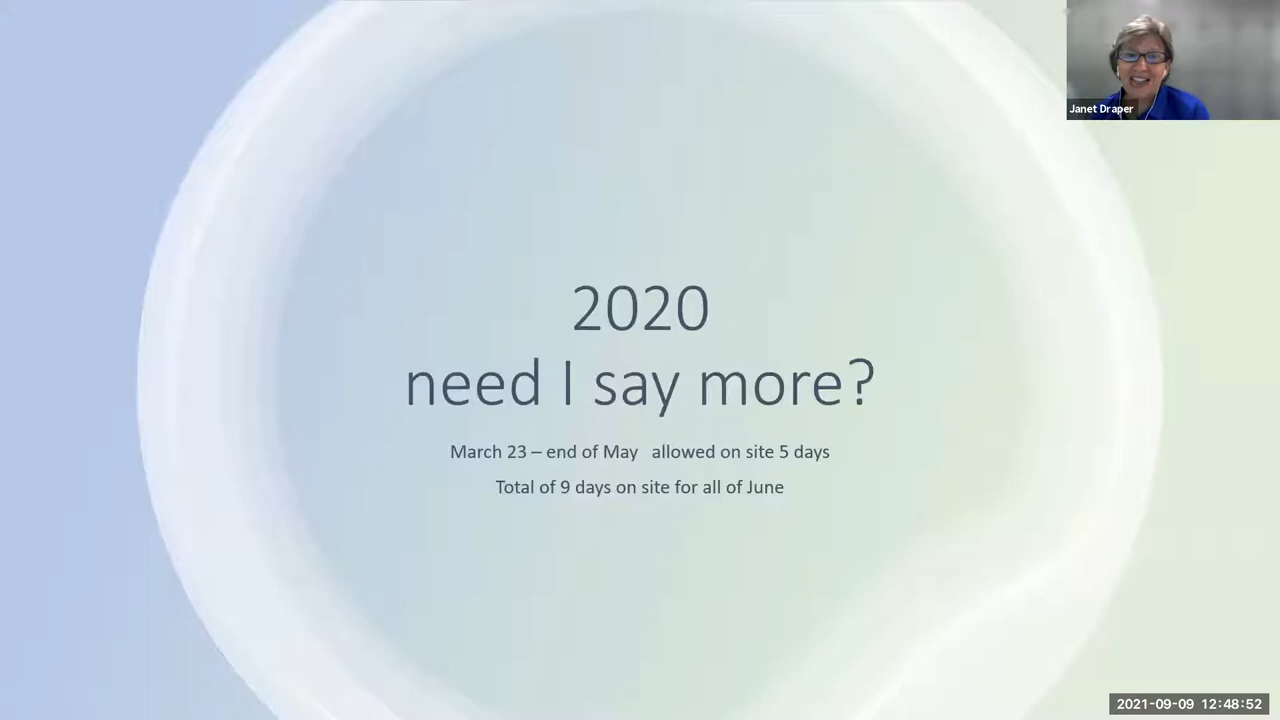 Janet Draper
2020
need I say more?
March 23 – end of May allowed on site 5 days
Total of 9 days on site for all of June
2021-09-09 12:48:52